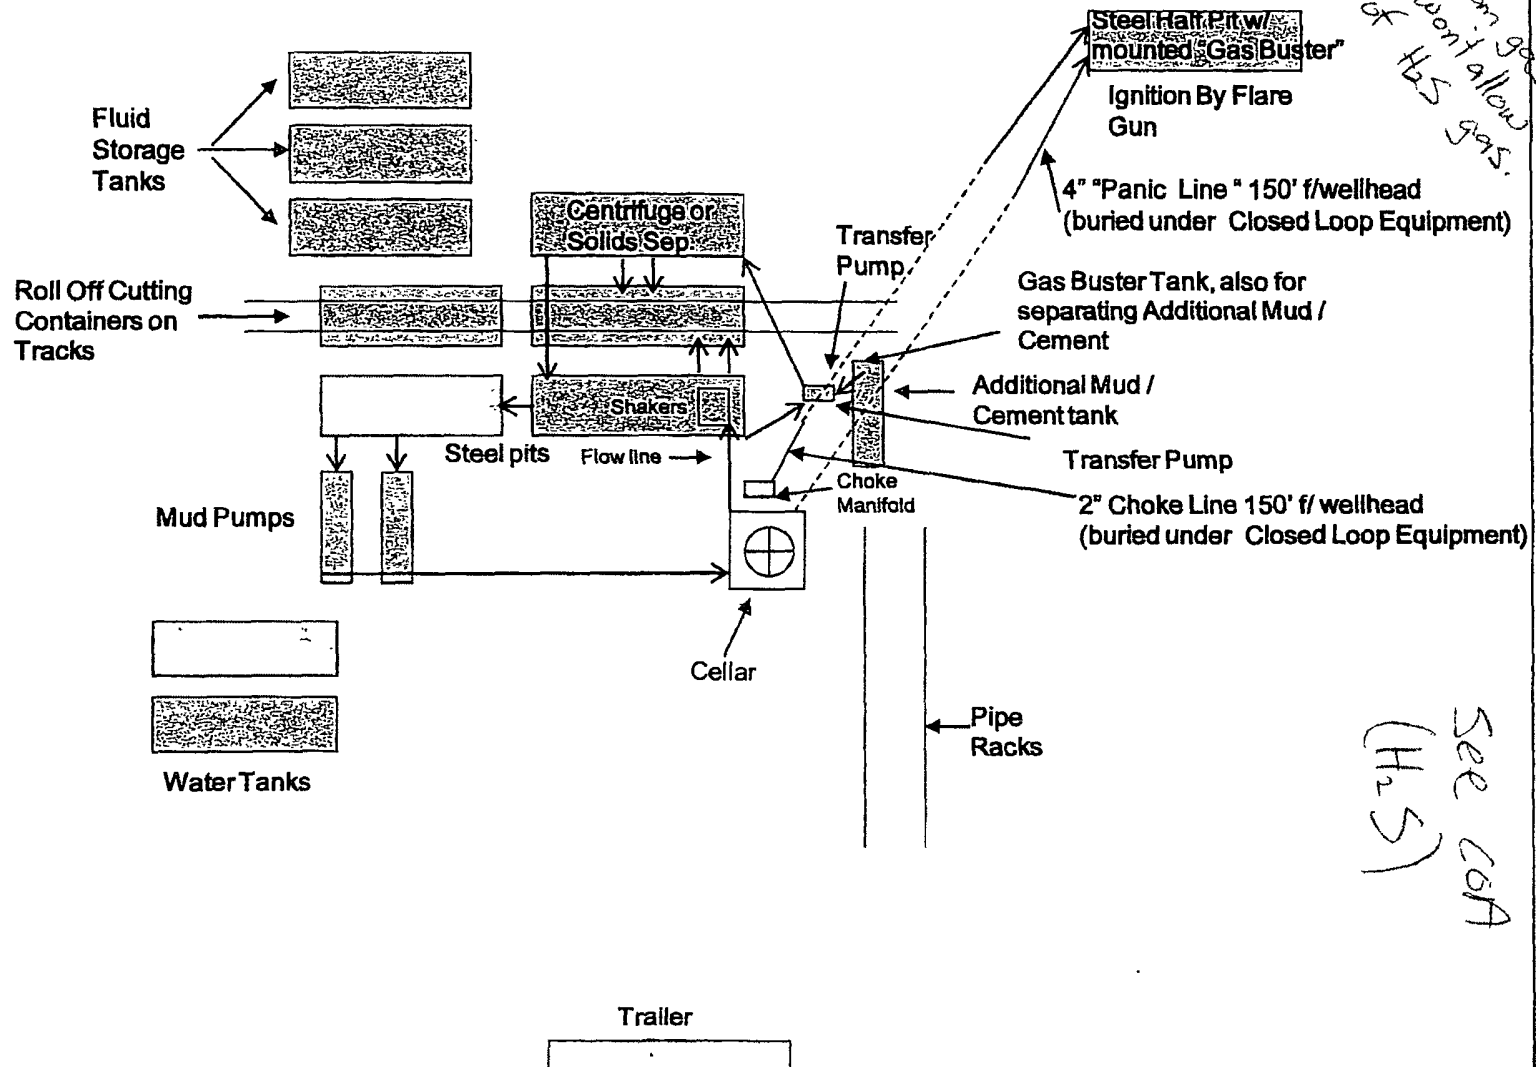 Steel Half Pit w/
mounted "Gas Buster"
Ignition By Flare
Gun
won't allow
of H2S gas.
Fluid
Storage
Tanks
4" "Panic Line " 150' f/wellhead
(buried under Closed Loop Equipment)
Centrifuge or
Solids Sep.
Transfer
Pump
Roll Off Cutting
Containers on
Tracks
Gas Buster Tank, also for
separating Additional Mud /
Cement
Shakers
Additional Mud /
Cement tank
Steel pits
Flow line
Transfer Pump
Choke
Manifold
2" Choke Line 150' f/ wellhead
(buried under Closed Loop Equipment)
Mud Pumps
Cellar
Pipe
Racks
Water Tanks
See COA
(H2S)
Trailer